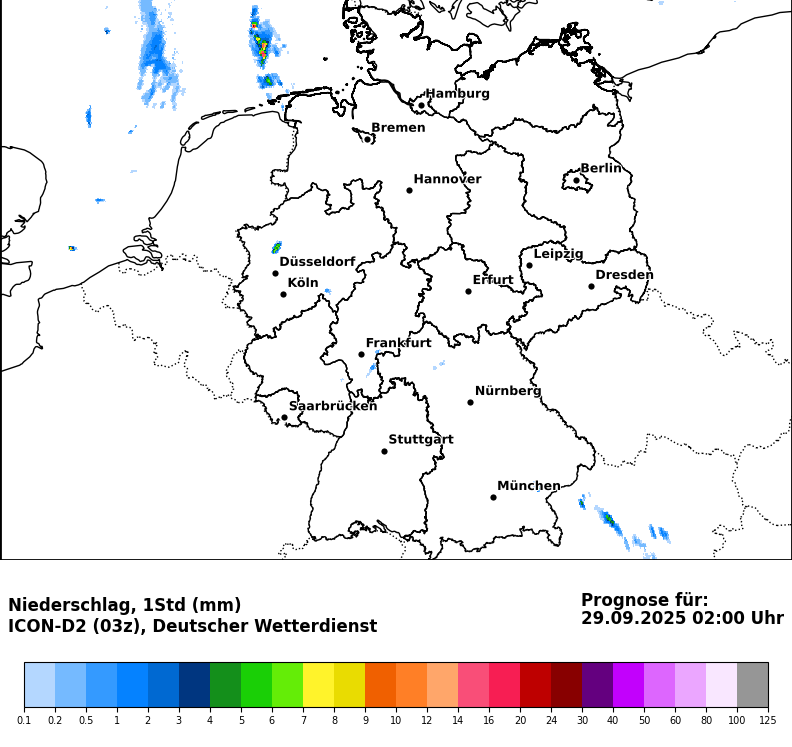 Hamburg
Bremen
Berlin
Hannover
Leipzig
Düsseldorf
Dresden
Köln
Erfurt
Frankfurt
Nürnberg
Saarbrücken
Stuttgart
München
Niederschlag, 1Std (mm)
ICON-D2 (03z), Deutscher Wetterdienst
Prognose für:
29.09.2025 02:00 Uhr
0.1 0.2 0.5 1 2 3 4 5 6 7 8 9 10 12 14 16 20 24 30 40 50 60 80 100 125